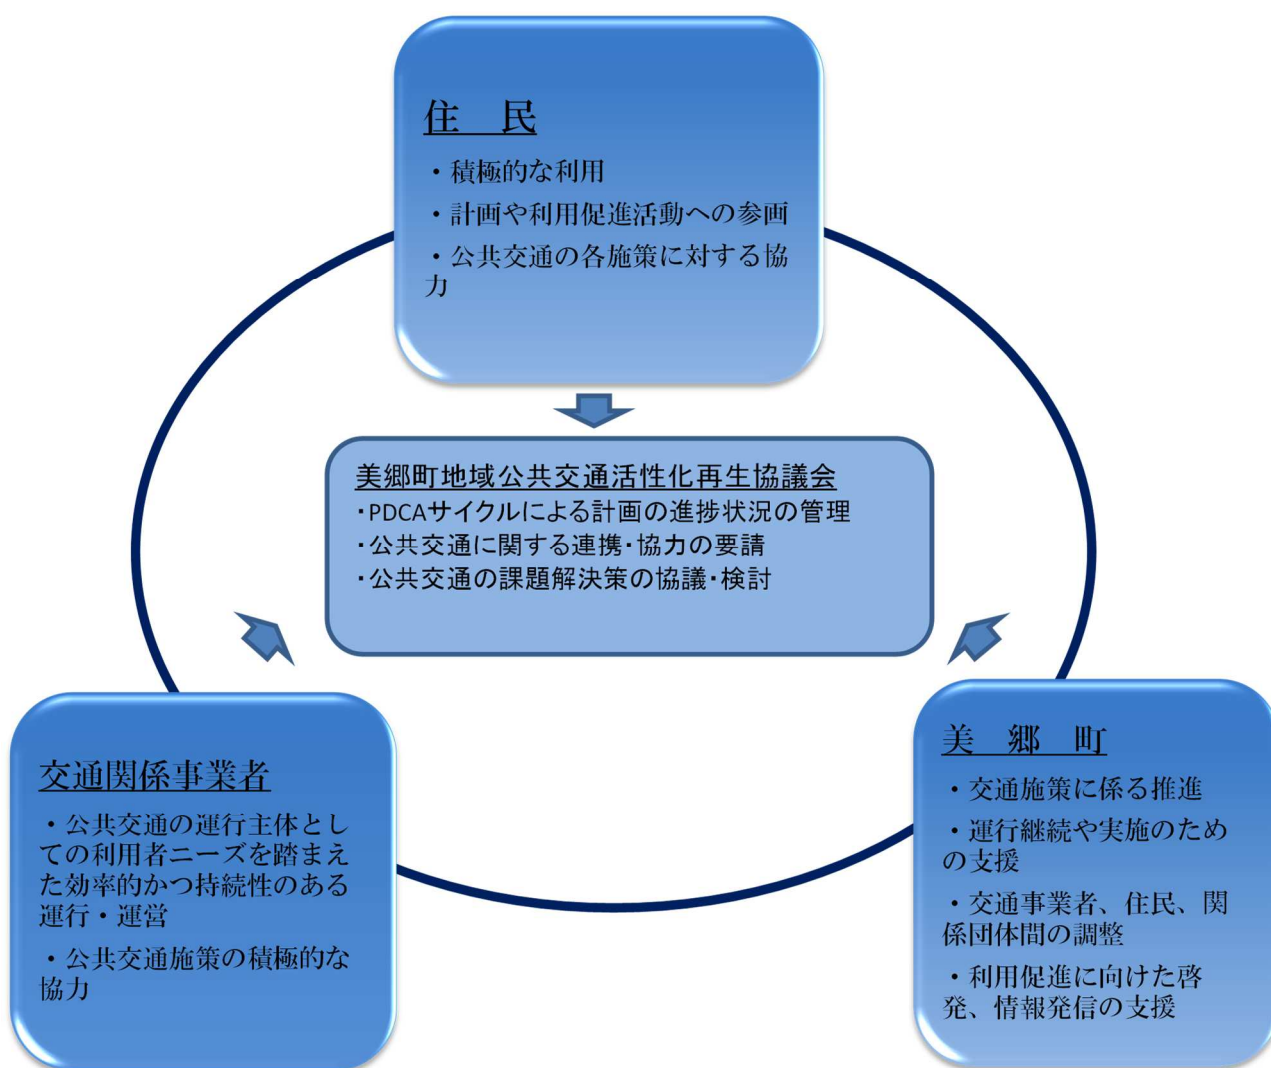 住　民
・積極的な利用
・計画や利用促進活動への参画
・公共交通の各施策に対する協
力
美郷町地域公共交通活性化再生協議会
・PDCAサイクルによる計画の進捗状況の管理
・公共交通に関する連携・協力の要請
・公共交通の課題解決策の協議・検討
交通関係事業者
・公共交通の運行主体とし
ての利用者ニーズを踏まえ
た効率的かつ持続性のある
運行・運営
・公共交通施策の積極的な
協力
美　郷　町
・交通施策に係る推進
・運行継続や実施のため
の支援
・交通事業者、住民、関
係団体間の調整
・利用促進に向けた啓
発、情報発信の支援